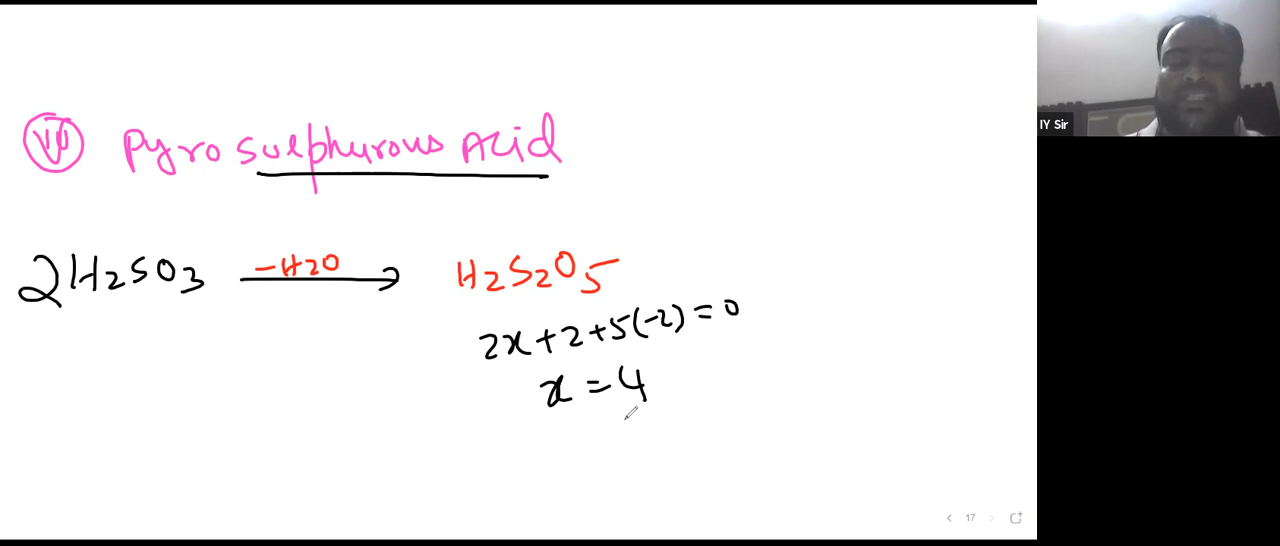 VII Pyro sulphurous Acid
2H2SO3 -H2O → H2S2O5
2x+2+5(-2)=0
x=4
IY Sir
17